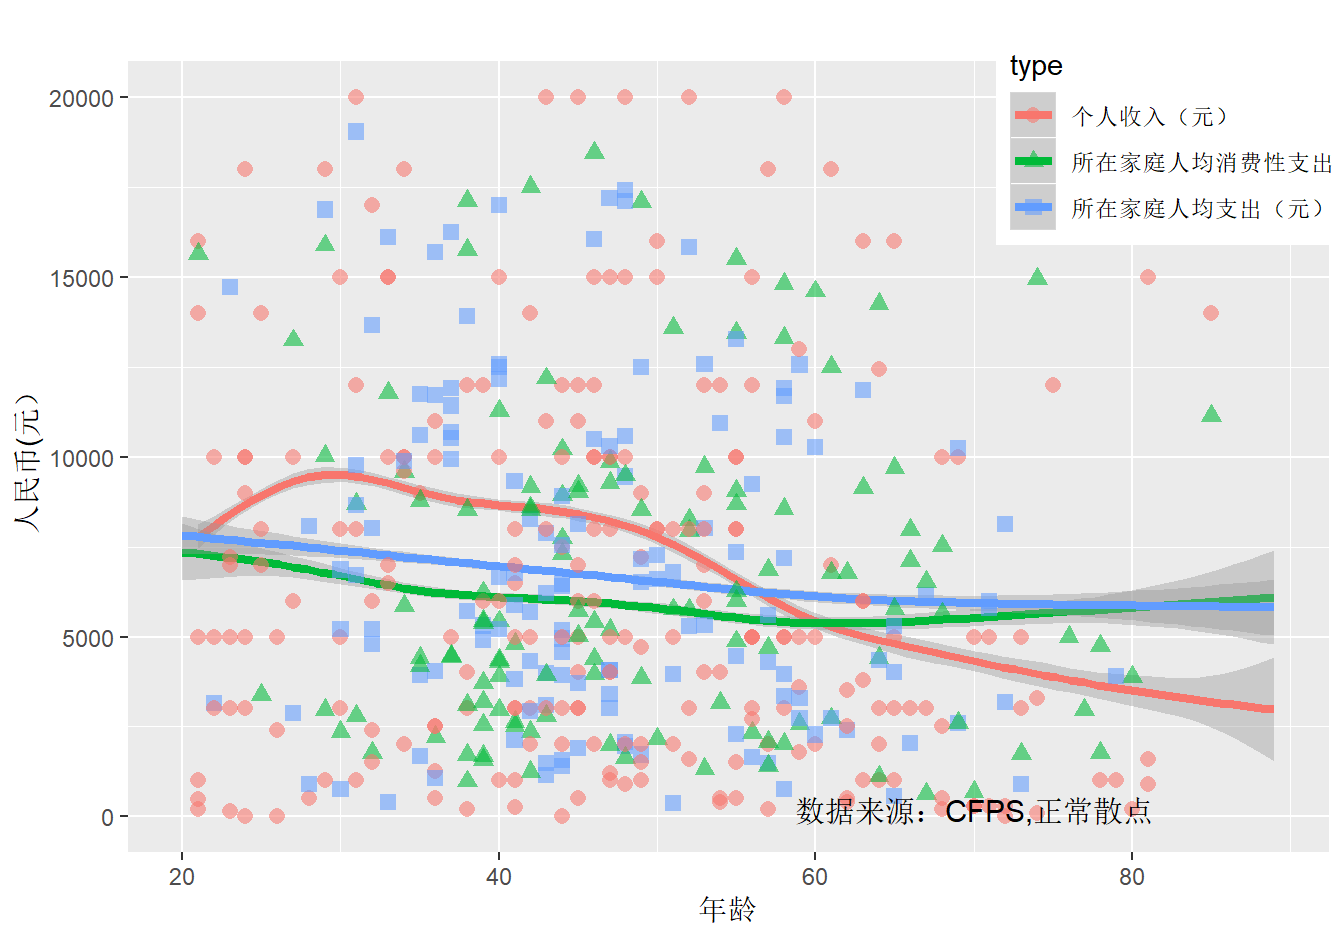 type
个人收入（元）
所在家庭人均消费性支出
所在家庭人均支出（元）
20000
15000
10000
5000
0
人民币(元）
数据来源：CFPS,正常散点
20
40
60
80
年龄